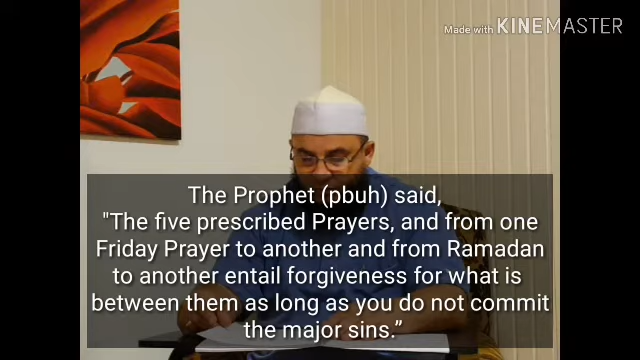 Made with KINEMASTER
The Prophet (pbuh) said,
"The five prescribed Prayers, and from one
Friday Prayer to another and from Ramadan
to another entail forgiveness for what is
between them as long as you do not commit
the major sins.”